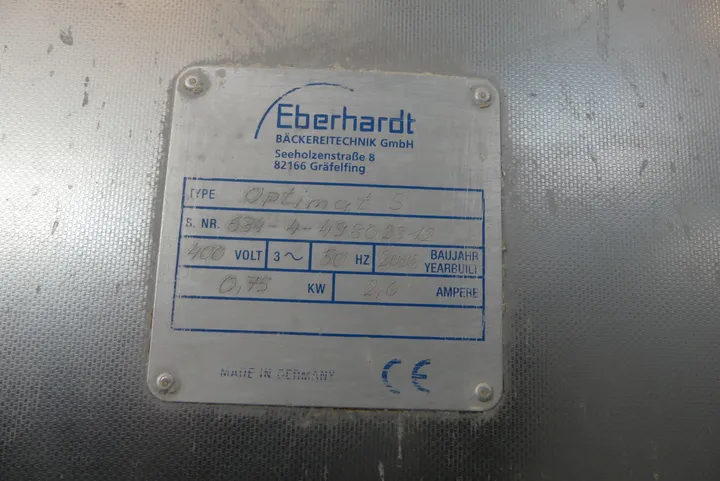 Eberhardt
BÄCKEREITECHNIK GmbH
Seeholzenstraße 8
82166 Gräfelfing
TYPE Optimat S
S. NR.
400 VOLT 3~ 50 HZ BAUJAHR YEARBUILT
0,75 KW AMPERE
MADE IN GERMANY CE